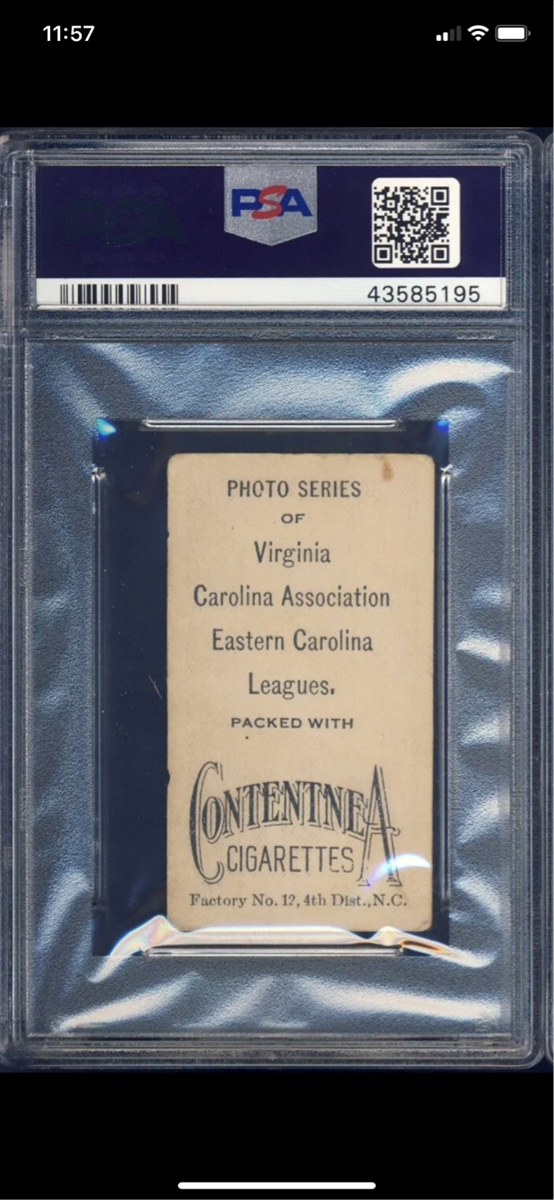 11:57
PSA
43585195
PHOTO SERIES
OF
Virginia
Carolina Association
Eastern Carolina
Leagues.
PACKED WITH
CONTENTNEA
CIGARETTES
Factory No. 12, 4th Dist., N.C.